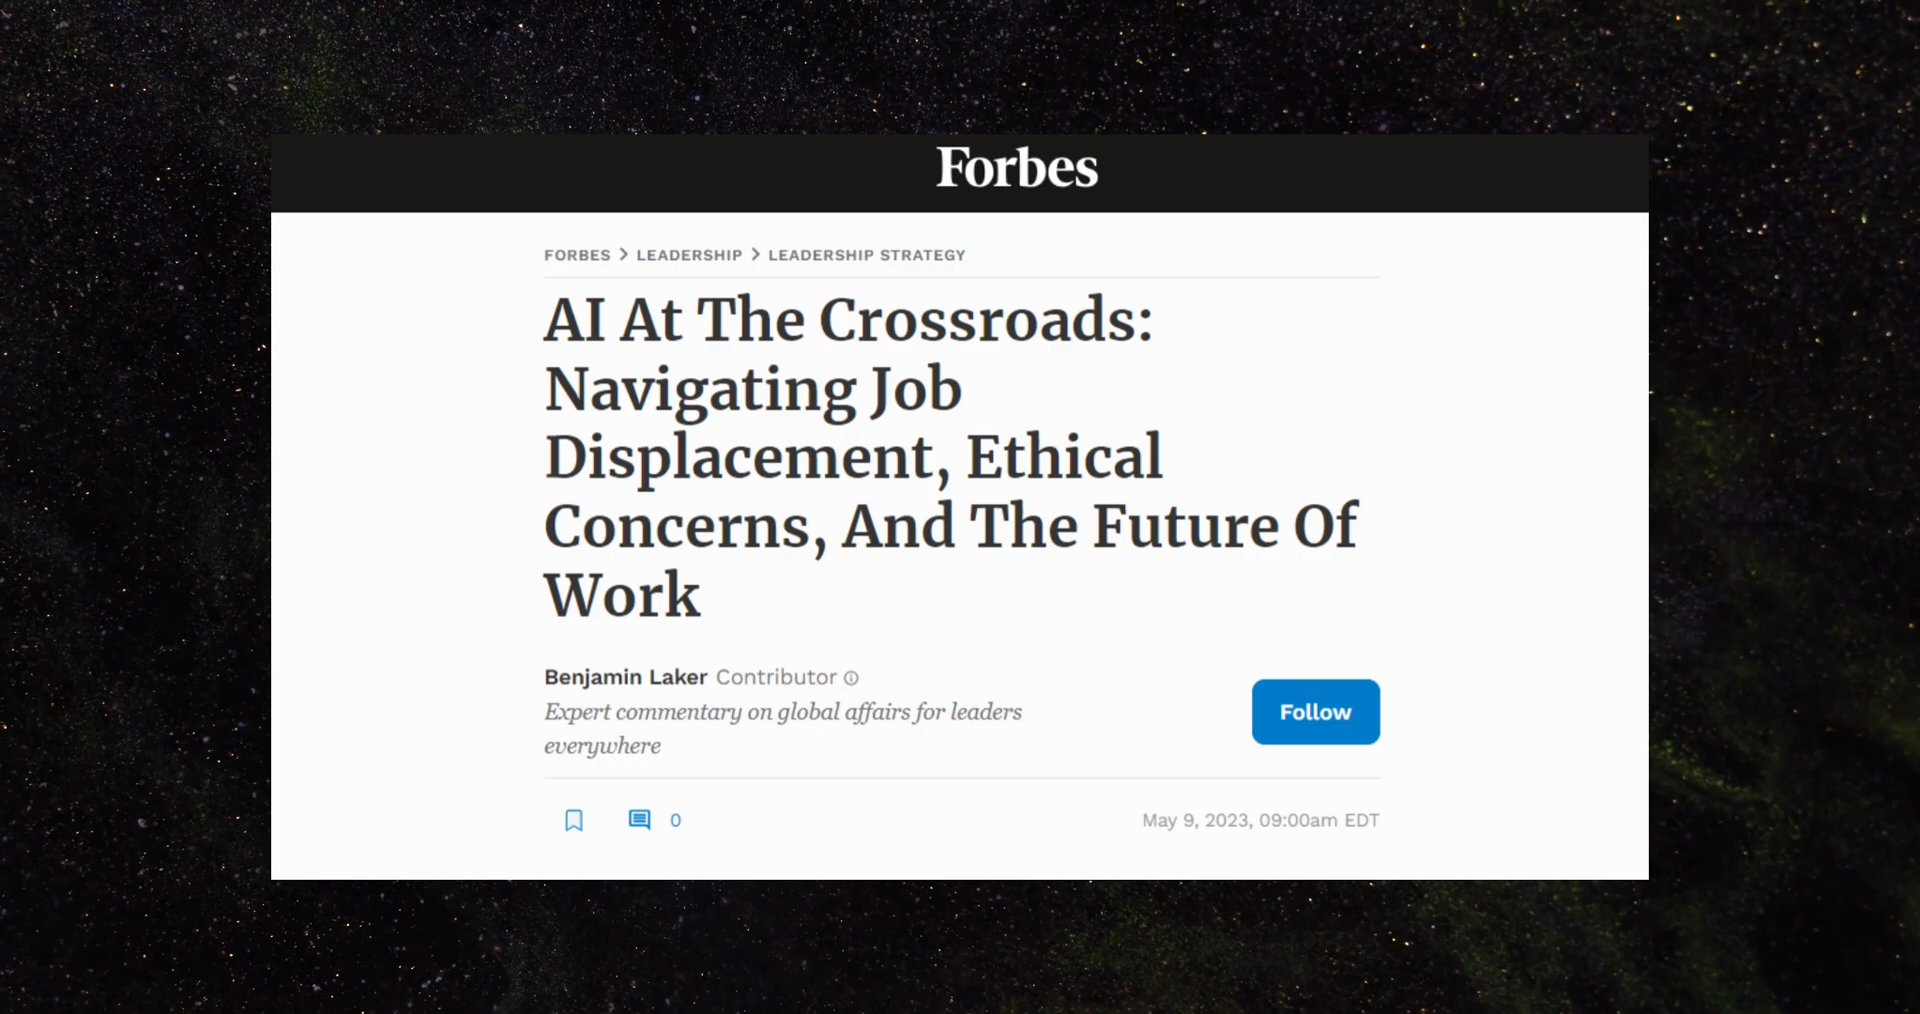 Forbes
FORBES > LEADERSHIP > LEADERSHIP STRATEGY
AI At The Crossroads:
Navigating Job
Displacement, Ethical
Concerns, And The Future Of
Work
Benjamin Laker Contributor
Expert commentary on global affairs for leaders
everywhere
Follow
0
May 9, 2023, 09:00am EDT